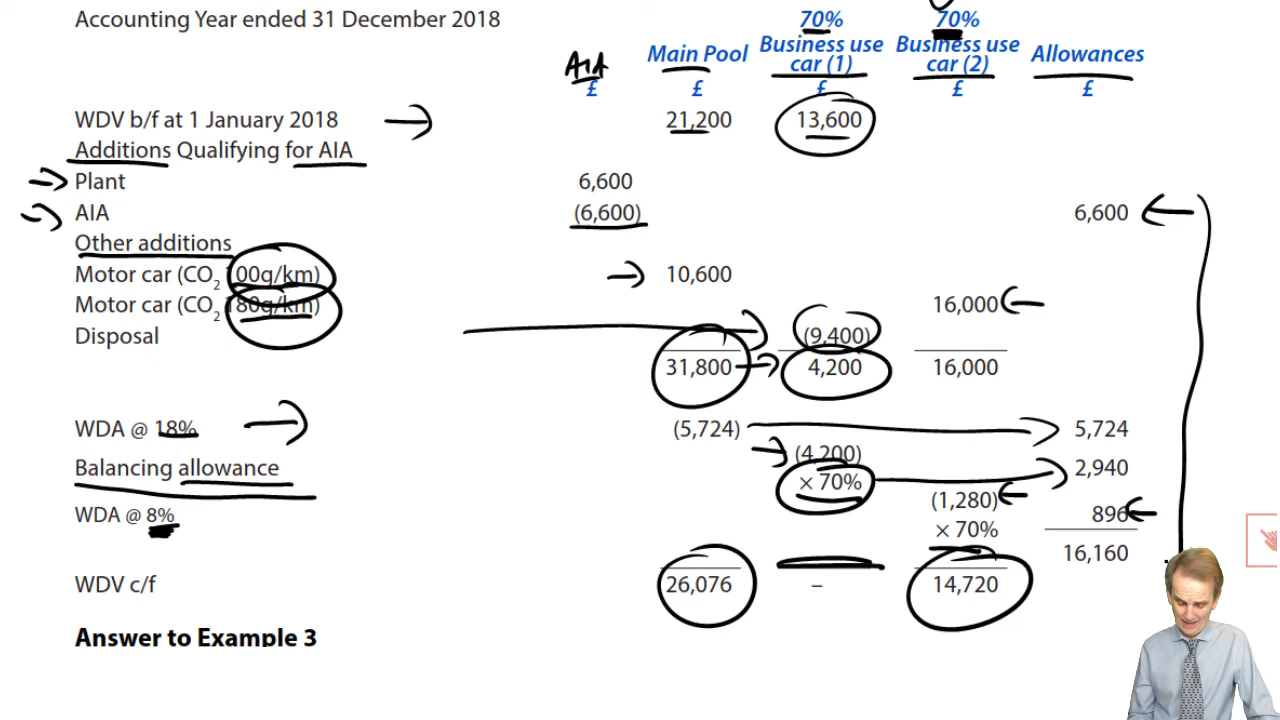 Accounting Year ended 31 December 2018 70% 70%
AIA Main Pool Business use car (1) Business use car (2) Allowances
£ £ £ £ £
WDV b/f at 1 January 2018 21,200 13,600
Additions Qualifying for AIA
Plant 6,600
AIA (6,600) 6,600
Other additions
Motor car (CO2 00g/km) 10,600
Motor car (CO2 180g/km) 16,000
Disposal (9,400)
31,800 4,200 16,000
WDA @ 18% (5,724) 5,724
(4,200)
Balancing allowance 2,940
× 70%
(1,280)
WDA @ 8% 896
× 70%
16,160
WDV c/f 26,076 – 14,720
Answer to Example 3